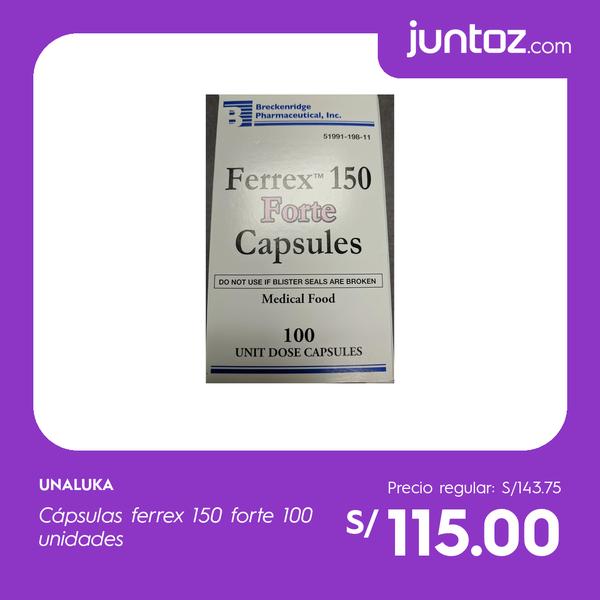 juntoz.com
B
Breckenridge
Pharmaceutical, Inc.
51991-198-11
Ferrex™ 150
Forte
Capsules
DO NOT USE IF BLISTER SEALS ARE BROKEN
Medical Food
100
UNIT DOSE CAPSULES
UNALUKA
Cápsulas ferrex 150 forte 100
unidades
Precio regular: S/143.75
S/ 115.00